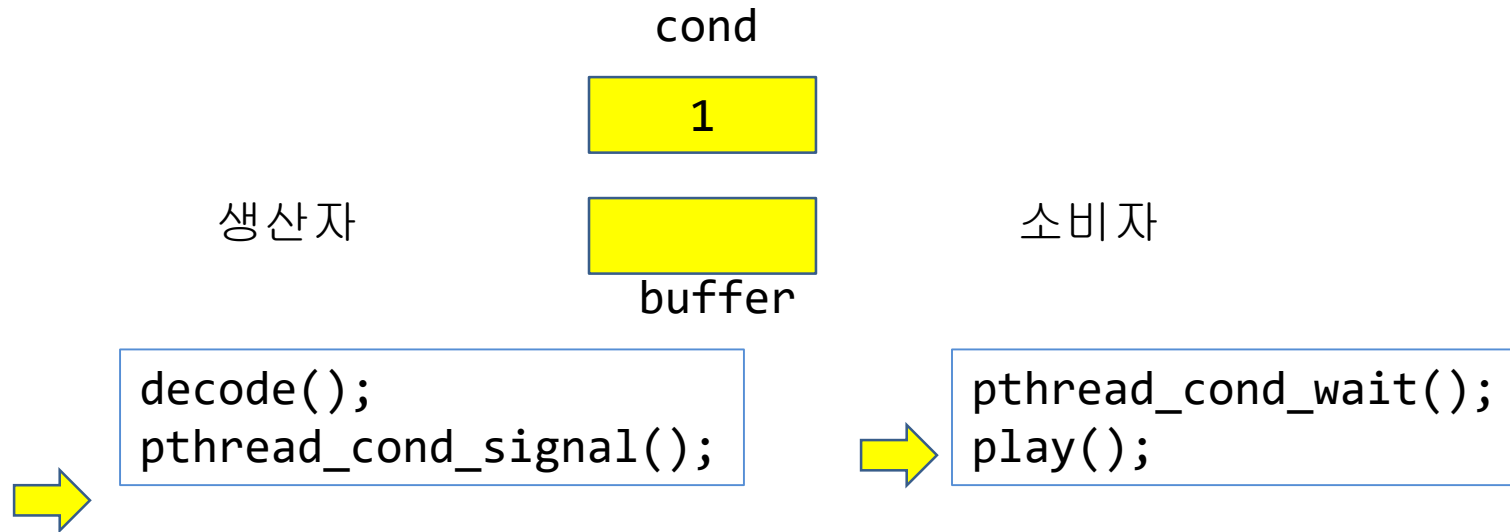 cond
1
생산자
소비자
buffer
decode();
pthread_cond_signal();
pthread_cond_wait();
play();